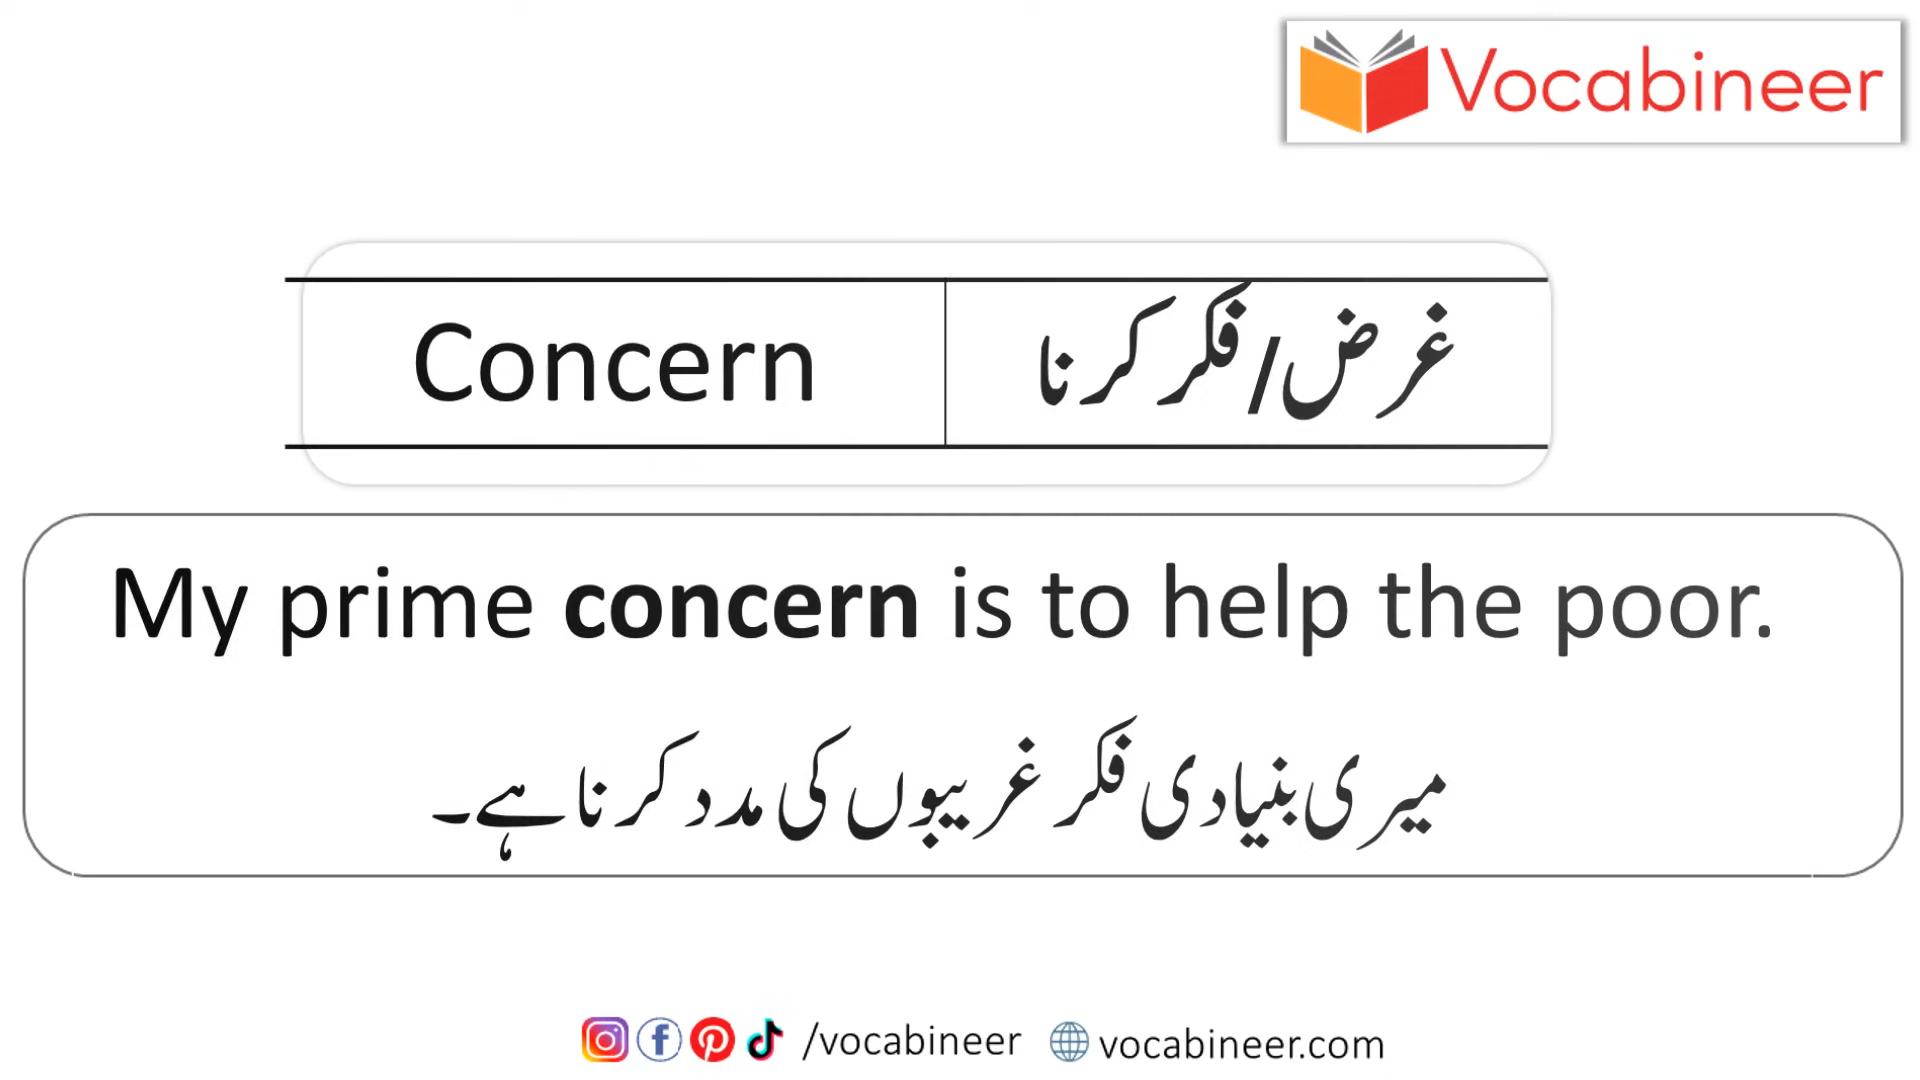 Vocabineer
Concern
غرض/فکر کرنا
My prime concern is to help the poor.
میری بنیادی فکر غریبوں کی مدد کرنا ہے۔
/vocabineer
vocabineer.com